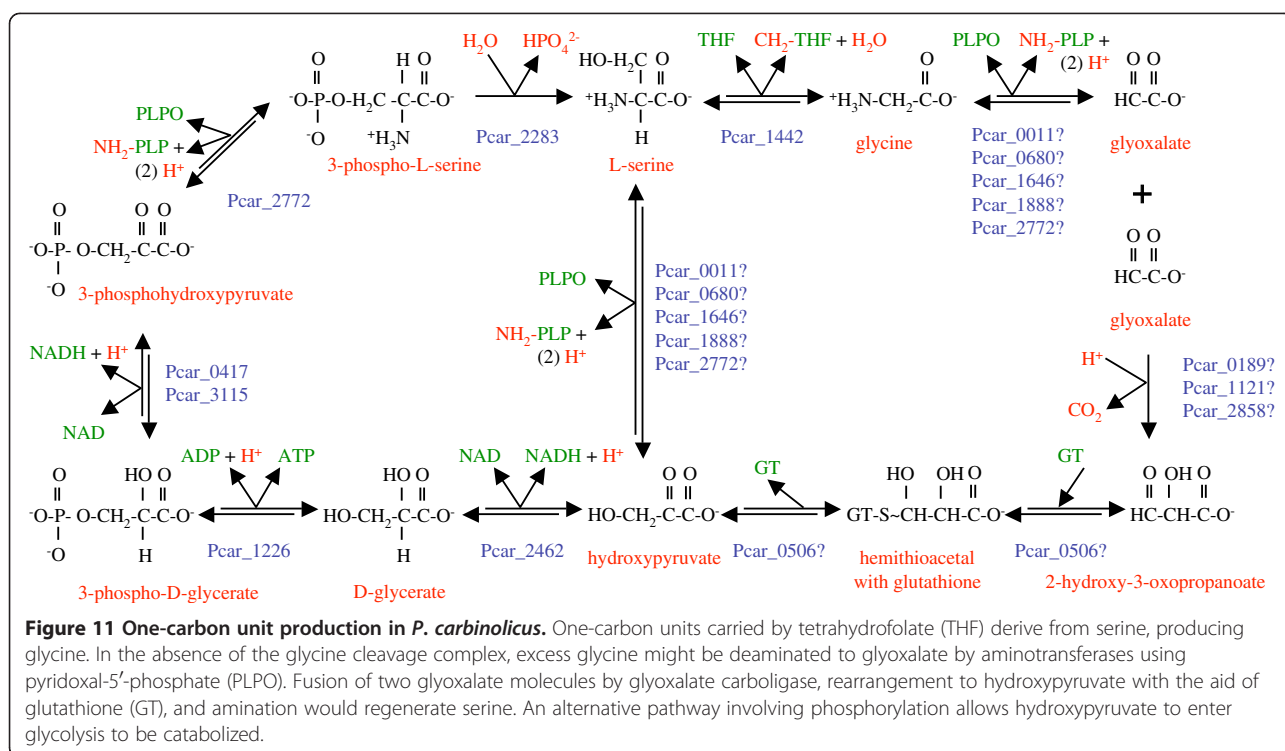 H2O HPO4 2-
THF CH2-THF + H2O
PLPO NH2-PLP +
(2) H+
O H O
-O-P- O-H2C-C-C-O-
O +H3N
-O
3-phospho-L-serine
Pcar_2283
HO-H2C O
+H3N-C-C-O-
H
L-serine
Pcar_1442
O
+H3N-CH2-C-O-
glycine
Pcar_0011?
Pcar_0680?
Pcar_1646?
Pcar_1888?
Pcar_2772?
O O
HC-C-O-
glyoxalate
+
O O
HC-C-O-
glyoxalate
PLPO
NH2-PLP +
(2) H+
Pcar_2772
O O O
-O-P- O-CH2-C-C-O-
-O
3-phosphohydroxypyruvate
PLPO
NH2-PLP +
(2) H+
Pcar_0011?
Pcar_0680?
Pcar_1646?
Pcar_1888?
Pcar_2772?
NADH + H+
NAD
Pcar_0417
Pcar_3115
H+
CO2
Pcar_0189?
Pcar_1121?
Pcar_2858?
O HO O
-O-P- O-CH2-C-C-O-
-O H
3-phospho-D-glycerate
ADP + H+ ATP
Pcar_1226
HO O
HO-CH2-C-C-O-
H
D-glycerate
NAD NADH + H+
Pcar_2462
O O
HO-CH2-C-C-O-
hydroxypyruvate
GT
Pcar_0506?
HO OH O
GT-S~CH-CH-C-O-
hemithioacetal
with glutathione
GT
Pcar_0506?
O OH O
HC-CH-C-O-
2-hydroxy-3-oxopropanoate
Figure 11 One-carbon unit production in P. carbinolicus. One-carbon units carried by tetrahydrofolate (THF) derive from serine, producing
glycine. In the absence of the glycine cleavage complex, excess glycine might be deaminated to glyoxalate by aminotransferases using
pyridoxal-5′-phosphate (PLPO). Fusion of two glyoxalate molecules by glyoxalate carboligase, rearrangement to hydroxypyruvate with the aid of
glutathione (GT), and amination would regenerate serine. An alternative pathway involving phosphorylation allows hydroxypyruvate to enter
glycolysis to be catabolized.